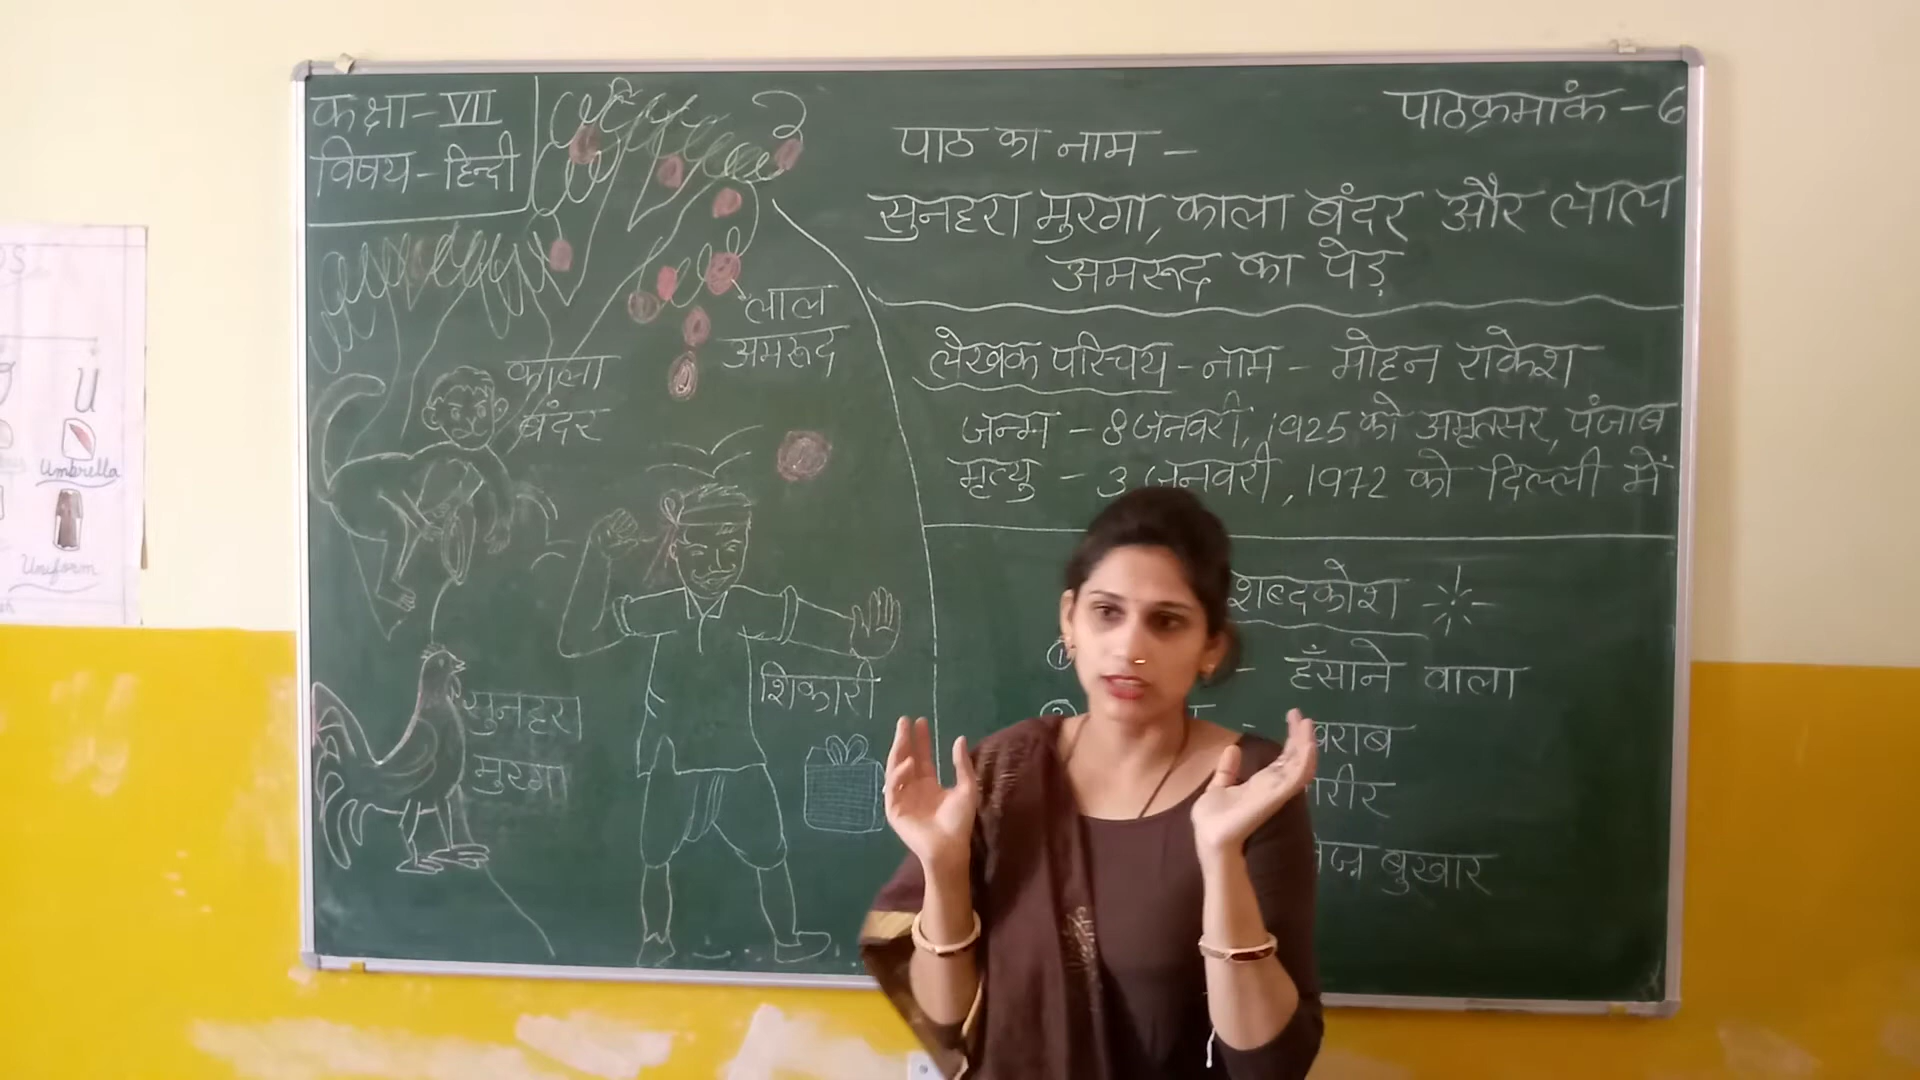 कक्षा-VII
विषय-हिन्दी
पाठक्रमांक-6
पाठ का नाम -
सुनहरा मुरगा, काला बंदर और लाल
अमरूद का पेड़
लेखक परिचय - नाम - मोहन राकेश
जन्म - 8 जनवरी, 1925 को अमृतसर, पंजाब
मृत्यु - 3 जनवरी, 1972 को दिल्ली में
शब्दकोश
① - हँसाने वाला
-
बुखार
लाल
अमरूद
काला
बंदर
शिकारी
सुनहरा
मुरगा
u
Umbrella
Uniform